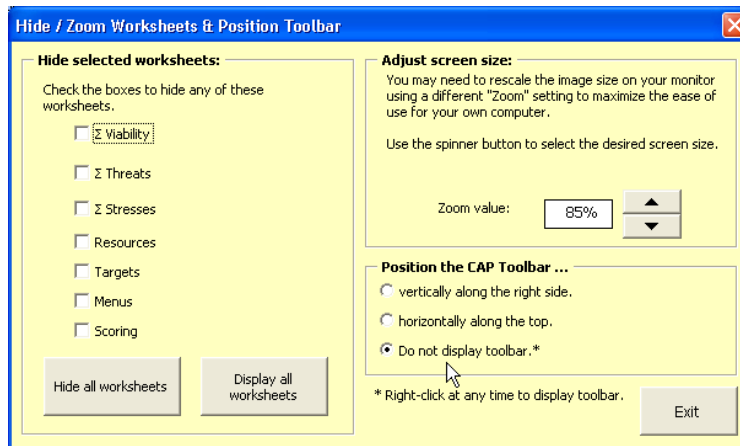 Hide / Zoom Worksheets & Position Toolbar
Hide selected worksheets:
Check the boxes to hide any of these
worksheets.
Σ Viability
Σ Threats
Σ Stresses
Resources
Targets
Menus
Scoring
Hide all worksheets
Display all
worksheets
Adjust screen size:
You may need to rescale the image size on your monitor
using a different "Zoom" setting to maximize the ease of
use for your own computer.
Use the spinner button to select the desired screen size.
Zoom value:
85%
Position the CAP Toolbar ...
vertically along the right side.
horizontally along the top.
Do not display toolbar.*
* Right-click at any time to display toolbar.
Exit